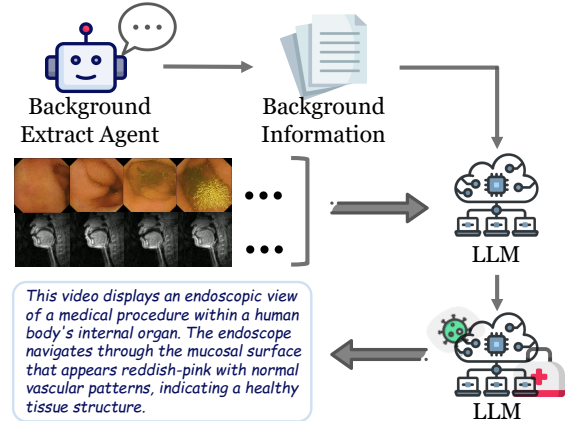 Background
Extract Agent
Background
Information
LLM
This video displays an endoscopic view
of a medical procedure within a human
body's internal organ. The endoscope
navigates through the mucosal surface
that appears reddish-pink with normal
vascular patterns, indicating a healthy
tissue structure.
LLM